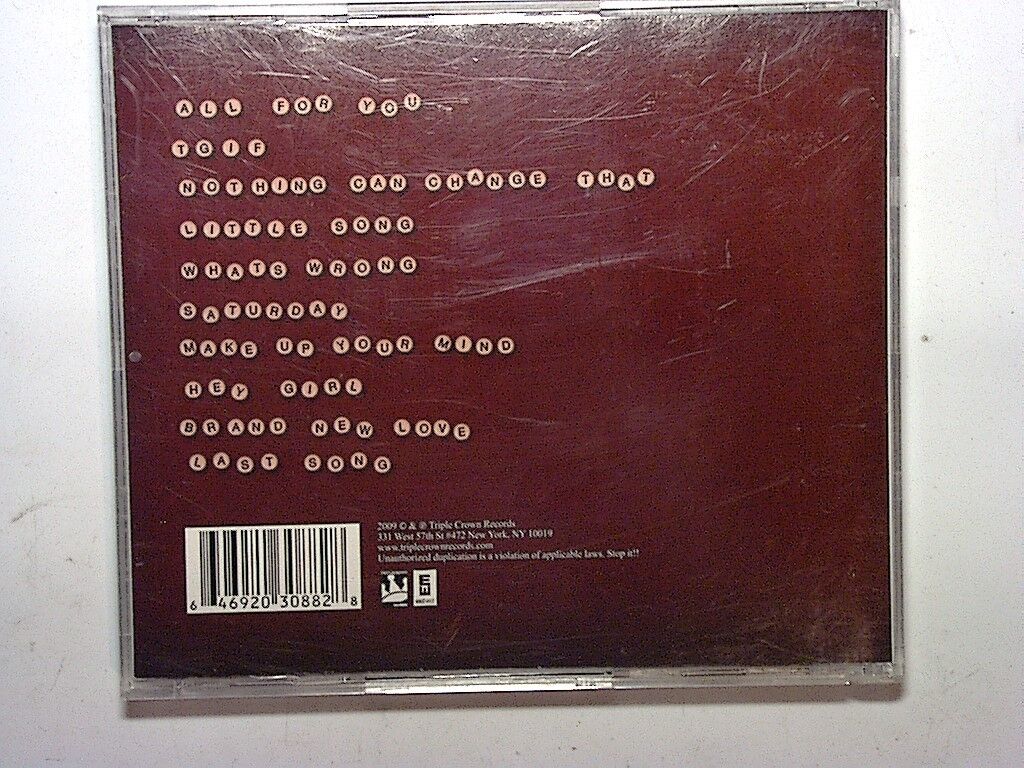 ALL FOR YOU
TGIF
NOTHING CAN CHANGE THAT
LITTLE SONG
WHATS WRONG
SATURDAY
MAKE UP YOUR MIND
HEY GIRL
BRAND NEW LOVE
LAST SONG
2009 © & ℗ Triple Crown Records
331 West 57th St #472 New York, NY 10019
www.triplecrownrecords.com
Unauthorized duplication is a violation of applicable laws. Stop it!!
6 46920 30882 8